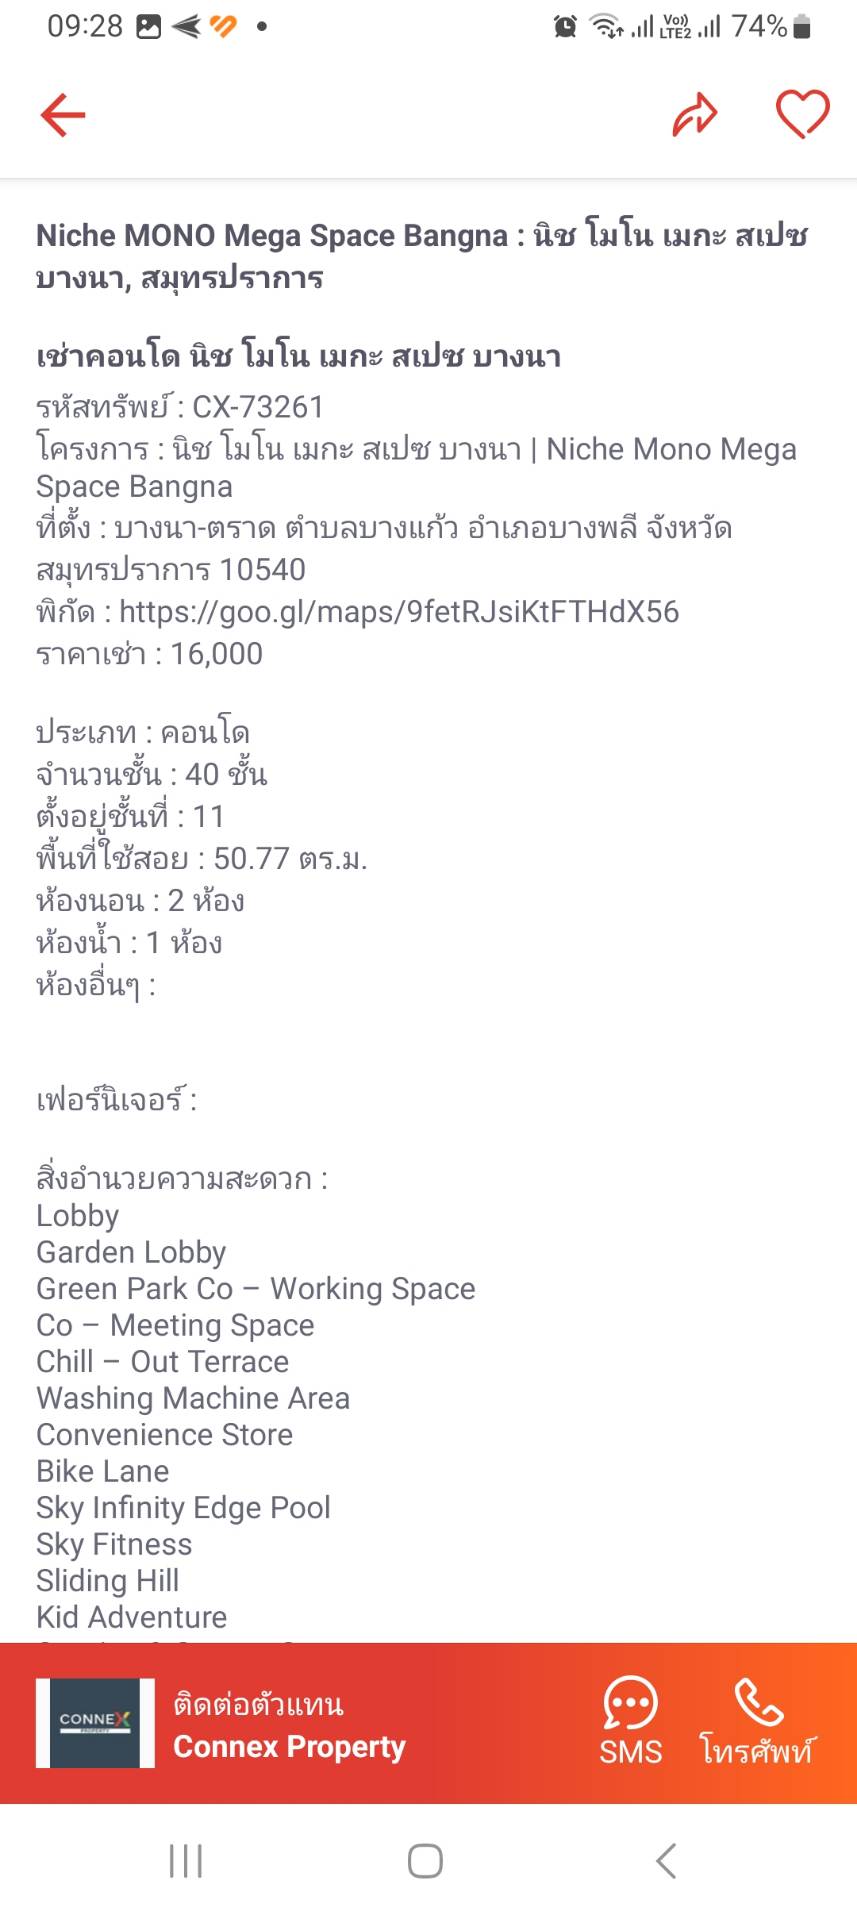 09:28
Vo))
LTE2
74%
Niche MONO Mega Space Bangna : นิช โมโน เมกะ สเปซ
บางนา, สมุทรปราการ
เช่าคอนโด นิช โมโน เมกะ สเปซ บางนา
รหัสทรัพย์ : CX-73261
โครงการ : นิช โมโน เมกะ สเปซ บางนา | Niche Mono Mega
Space Bangna
ที่ตั้ง : บางนา-ตราด ตำบลบางแก้ว อำเภอบางพลี จังหวัด
สมุทรปราการ 10540
พิกัด : https://goo.gl/maps/9fetRJsiKtFTHdX56
ราคาเช่า : 16,000
ประเภท : คอนโด
จำนวนชั้น : 40 ชั้น
ตั้งอยู่ชั้นที่ : 11
พื้นที่ใช้สอย : 50.77 ตร.ม.
ห้องนอน : 2 ห้อง
ห้องน้ำ : 1 ห้อง
ห้องอื่นๆ :
เฟอร์นิเจอร์ :
สิ่งอำนวยความสะดวก :
Lobby
Garden Lobby
Green Park Co – Working Space
Co – Meeting Space
Chill – Out Terrace
Washing Machine Area
Convenience Store
Bike Lane
Sky Infinity Edge Pool
Sky Fitness
Sliding Hill
Kid Adventure
CONNEX
PROPERTY
ติดต่อตัวแทน
Connex Property
SMS
โทรศัพท์